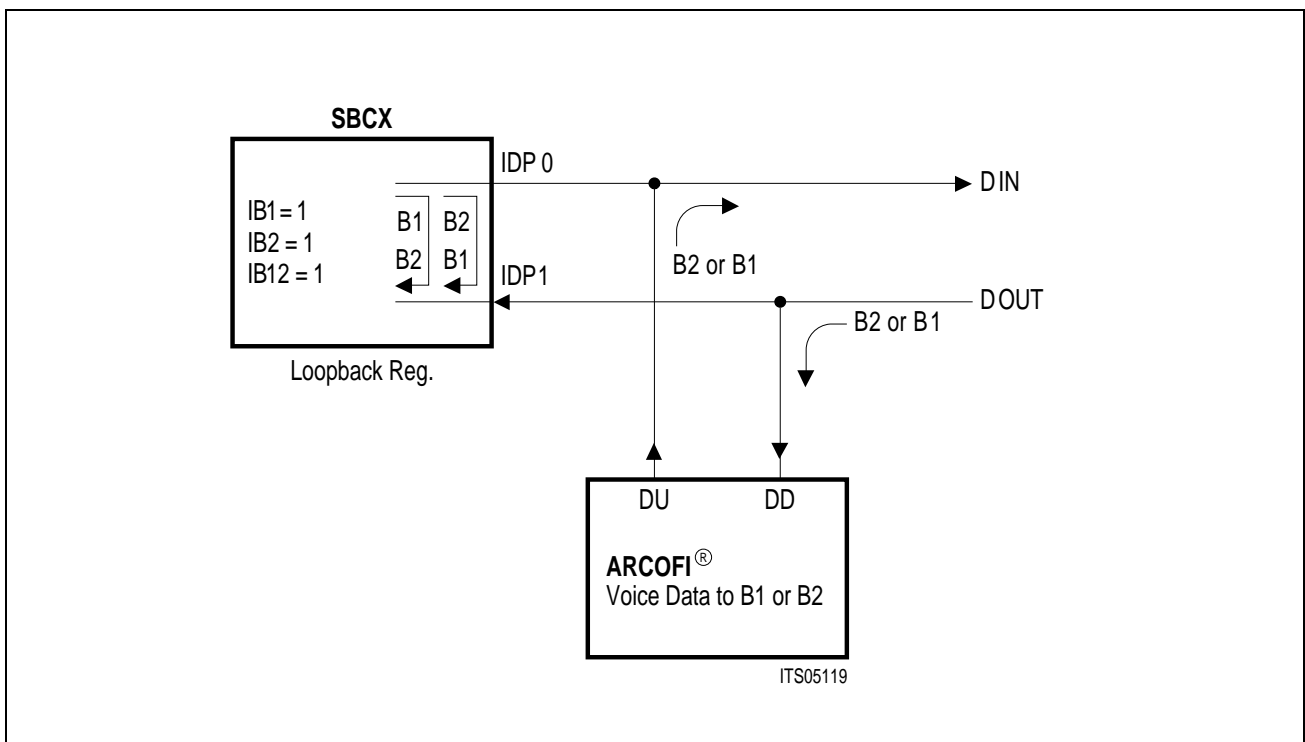 SBCX
IDP 0
DIN
IB1 = 1
IB2 = 1
IB12 = 1
B1 B2
B2 B1
B2 or B1
IDP1
DOUT
B2 or B1
Loopback Reg.
DU DD
ARCOFI®
Voice Data to B1 or B2
ITS05119